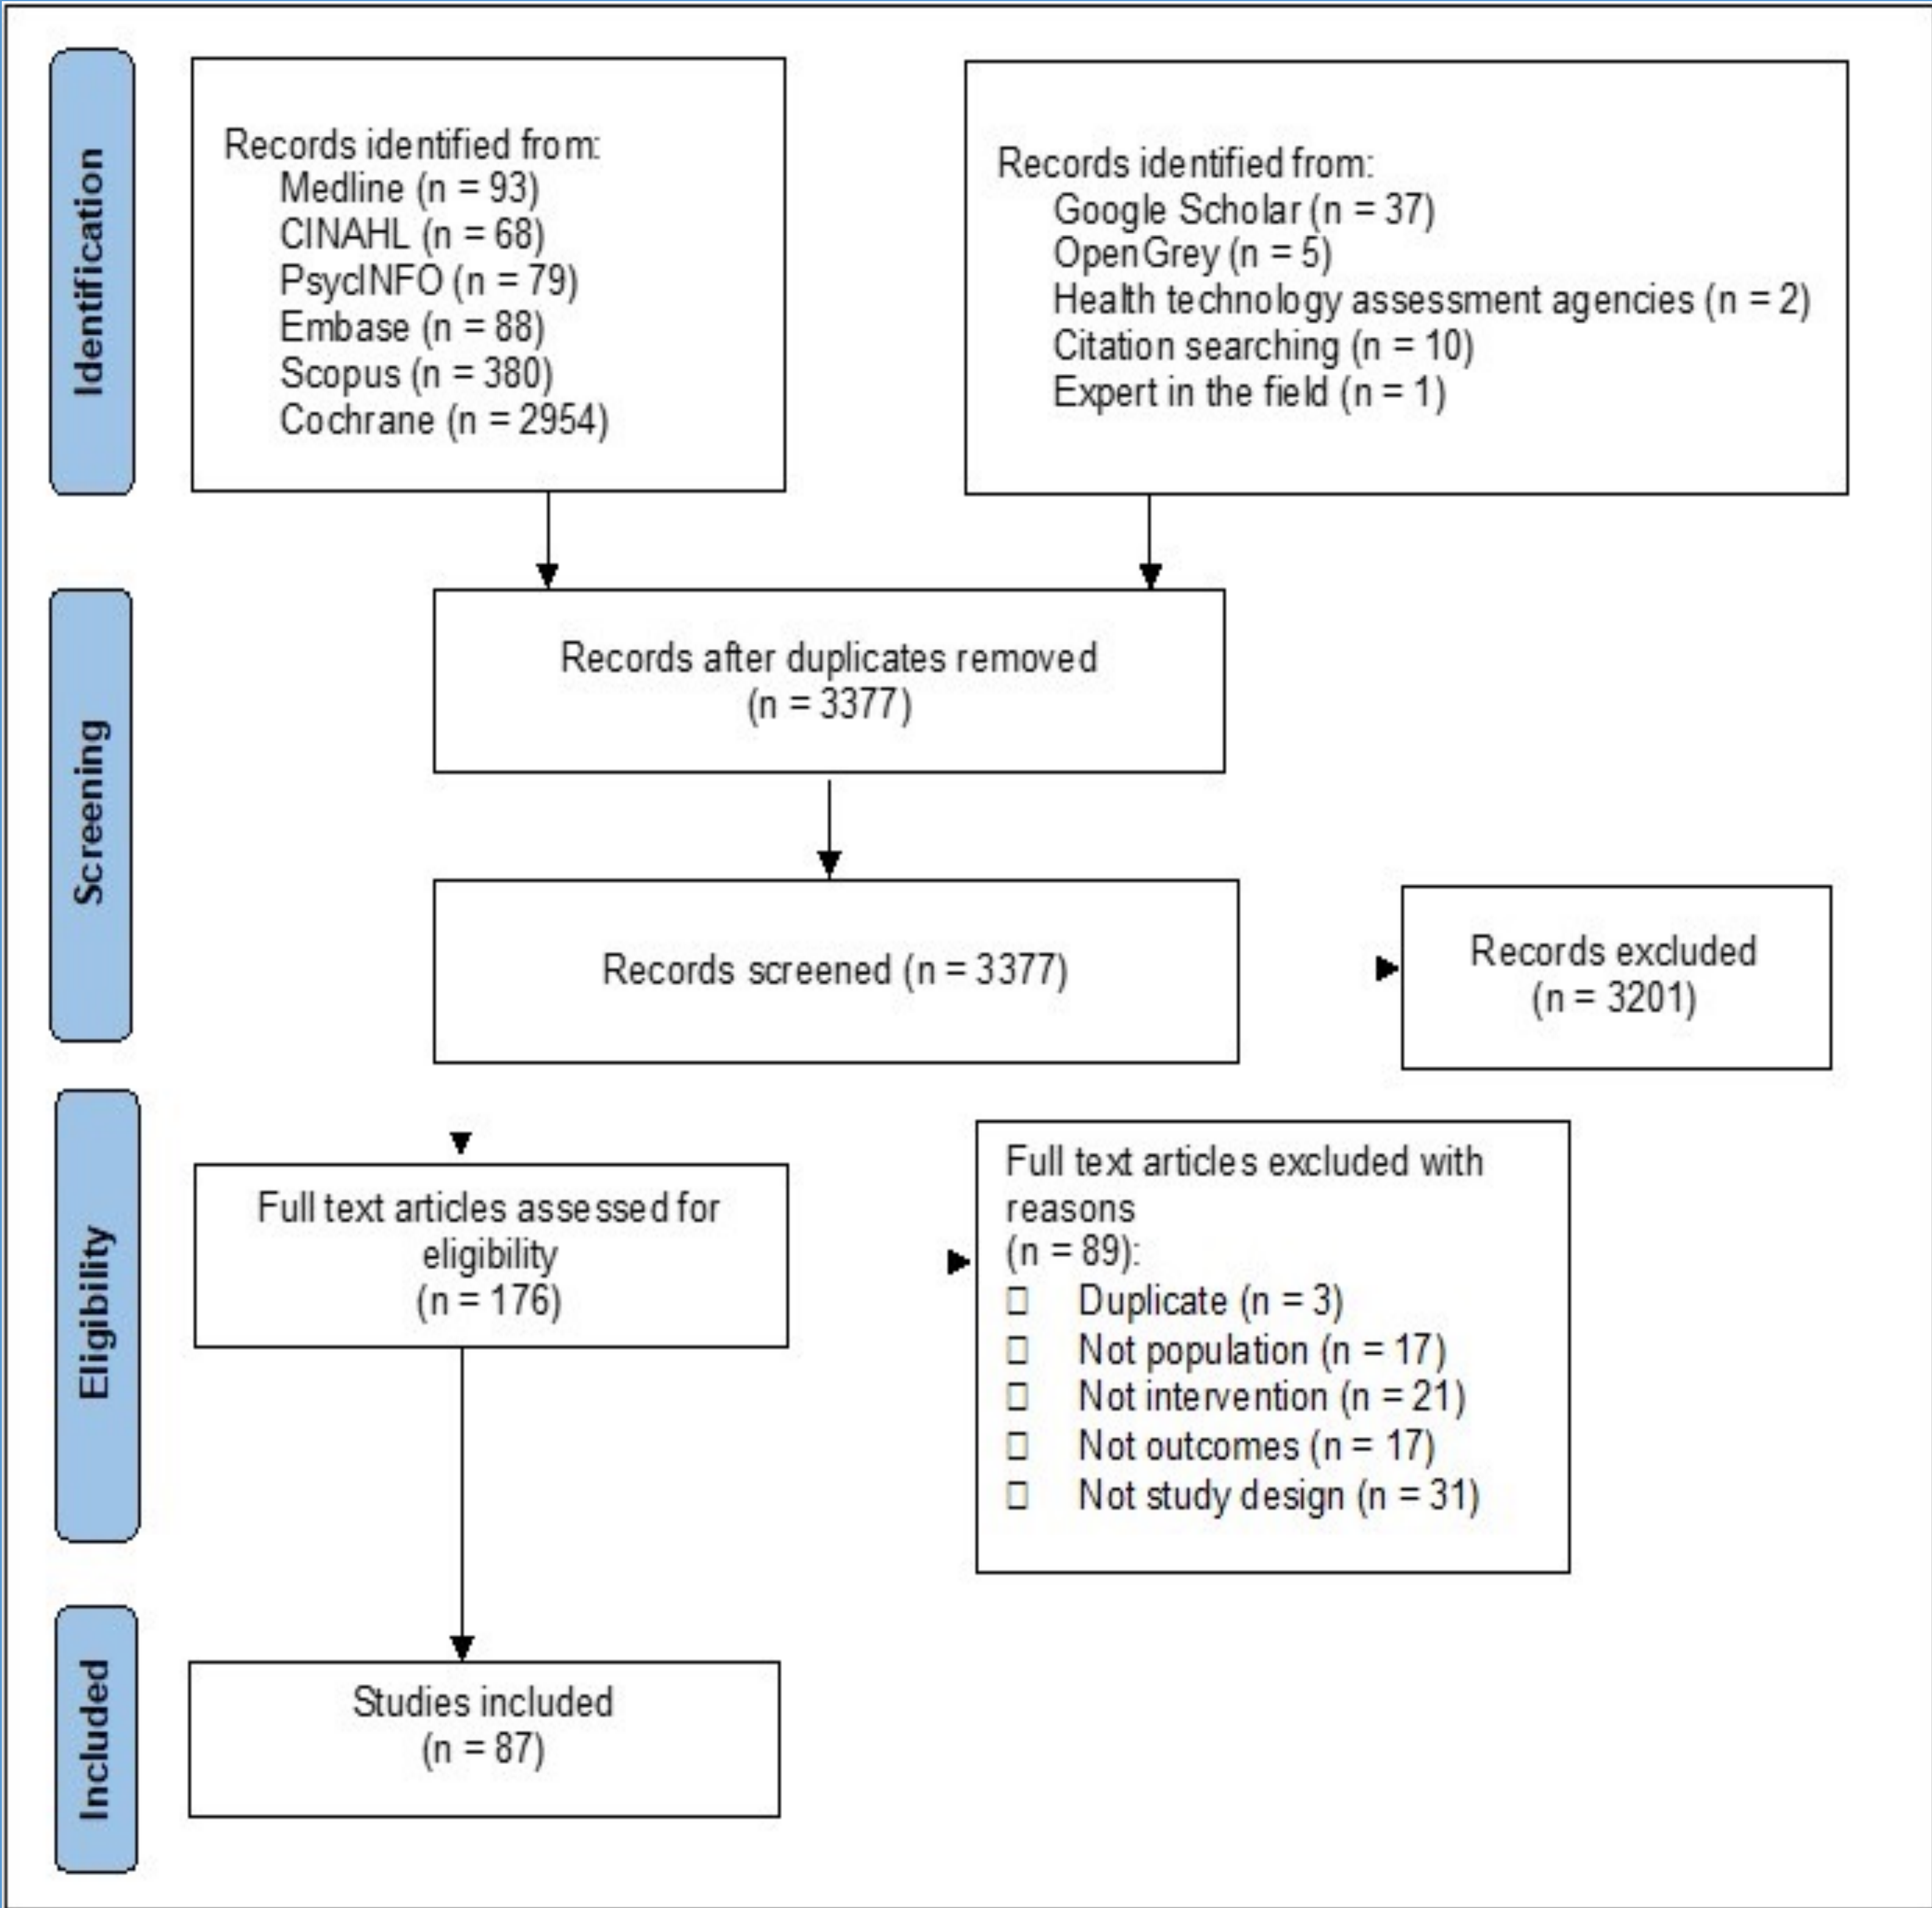 Identification
Records identified from:
Medline (n = 93)
CINAHL (n = 68)
PsycINFO (n = 79)
Embase (n = 88)
Scopus (n = 380)
Cochrane (n = 2954)
Records identified from:
Google Scholar (n = 37)
OpenGrey (n = 5)
Health technology assessment agencies (n = 2)
Citation searching (n = 10)
Expert in the field (n = 1)
Screening
Records after duplicates removed
(n = 3377)
Records screened (n = 3377)
Records excluded
(n = 3201)
Eligibility
Full text articles assessed for
eligibility
(n = 176)
Full text articles excluded with
reasons
(n = 89):
Duplicate (n = 3)
Not population (n = 17)
Not intervention (n = 21)
Not outcomes (n = 17)
Not study design (n = 31)
Included
Studies included
(n = 87)